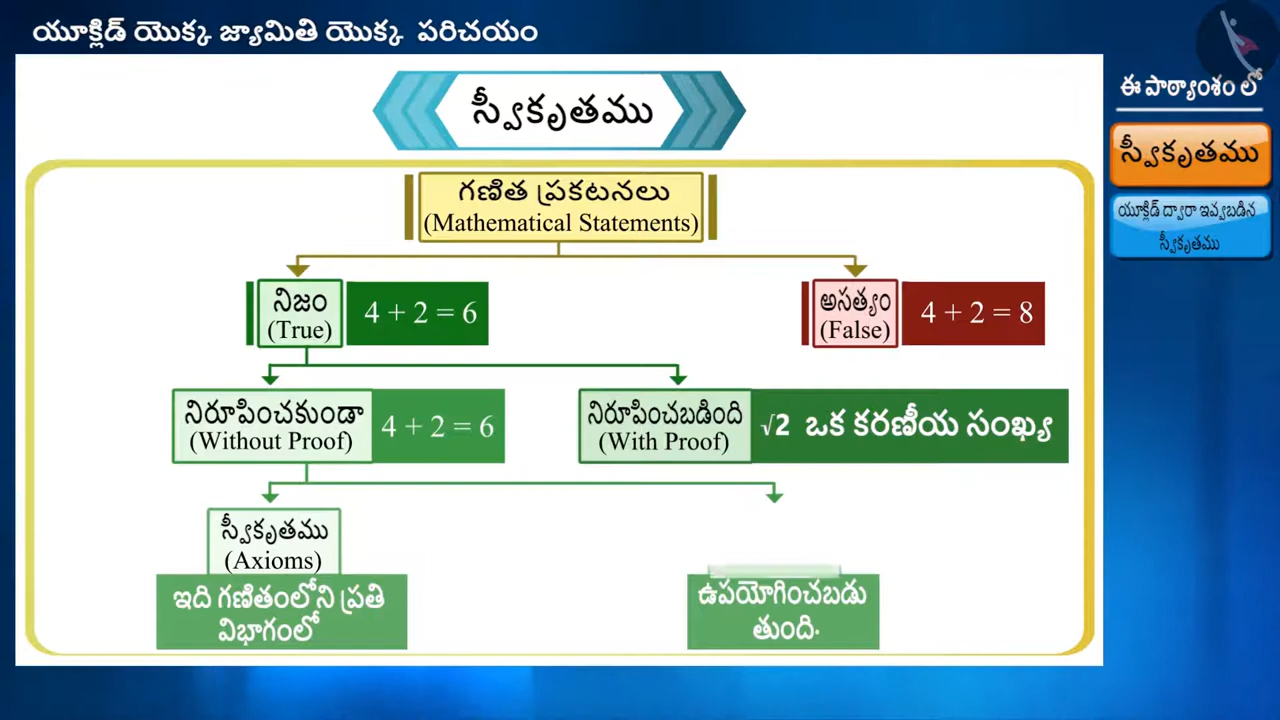 యూక్లిడ్ యొక్క జ్యామితి యొక్క పరిచయం
ఈ పాఠ్యాంశం లో
స్వీకృతము
స్వీకృతము
యూక్లిడ్ ద్వారా ఇవ్వబడిన
స్వీకృతము
గణిత ప్రకటనలు
(Mathematical Statements)
నిజం
(True)
4 + 2 = 6
అసత్యం
(False)
4 + 2 = 8
నిరూపించకుండా
(Without Proof)
4 + 2 = 6
నిరూపించబడింది
(With Proof)
√2 ఒక కరణీయ సంఖ్య
స్వీకృతము
(Axioms)
ఇది గణితంలోని ప్రతి
విభాగంలో
ఉపయోగించబడు
తుంది.